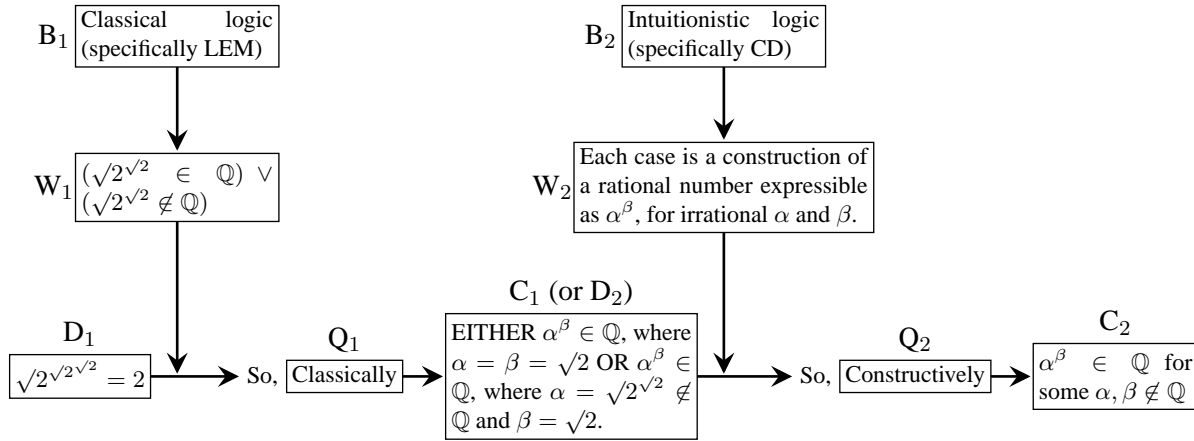 B₁
Classical logic
(specifically LEM)
B₂
Intuitionistic logic
(specifically CD)
W₁
(√2^√2 ∈ ℚ) ∨
(√2^√2 ∉ ℚ)
W₂
Each case is a construction of
a rational number expressible
as α^β, for irrational α and β.
D₁
√2^√2^√2 = 2
So,
Q₁
Classically
C₁ (or D₂)
EITHER α^β ∈ ℚ, where
α = β = √2 OR α^β ∈
ℚ, where α = √2^√2 ∉
ℚ and β = √2.
So,
Q₂
Constructively
C₂
α^β ∈ ℚ for
some α, β ∉ ℚ